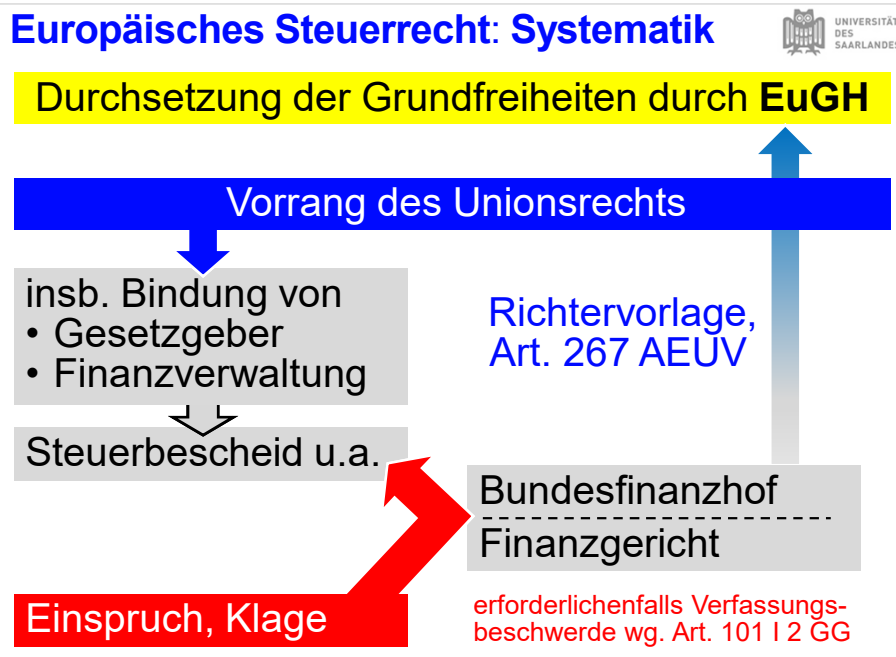 Europäisches Steuerrecht: Systematik
UNIVERSITÄT
DES
SAARLANDES
Durchsetzung der Grundfreiheiten durch EuGH
Vorrang des Unionsrechts
insb. Bindung von
• Gesetzgeber
• Finanzverwaltung
Richtervorlage,
Art. 267 AEUV
Steuerbescheid u.a.
Bundesfinanzhof
Finanzgericht
Einspruch, Klage
erforderlichenfalls Verfassungs-
beschwerde wg. Art. 101 I 2 GG